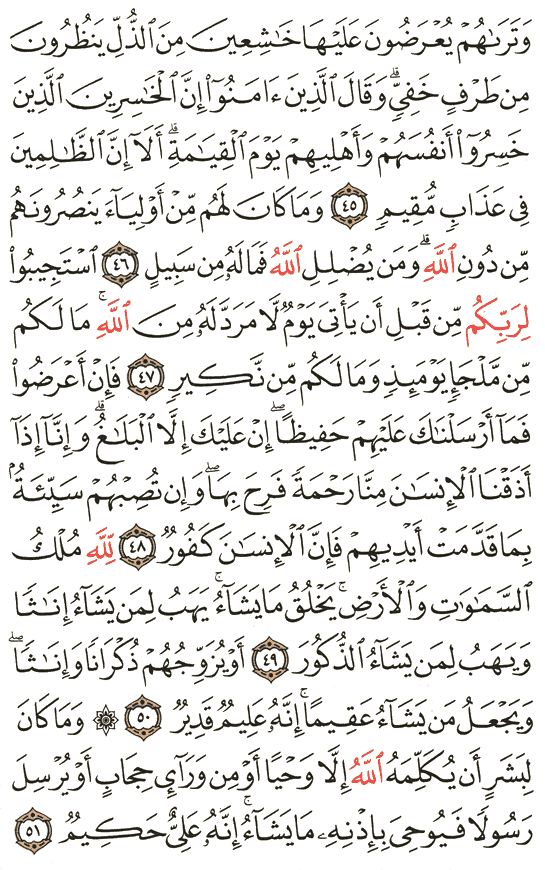 وَتَرَىٰهُمْ يُعْرَضُونَ عَلَيْهَا خَٰشِعِينَ مِنَ ٱلذُّلِّ يَنظُرُونَ
مِن طَرْفٍ خَفِىٍّۗ وَقَالَ ٱلَّذِينَ ءَامَنُوٓا۟ إِنَّ ٱلْخَٰسِرِينَ ٱلَّذِينَ
خَسِرُوٓا۟ أَنفُسَهُمْ وَأَهْلِيهِمْ يَوْمَ ٱلْقِيَٰمَةِۗ أَلَآ إِنَّ ٱلظَّٰلِمِينَ
فِى عَذَابٍ مُّقِيمٍ ٤٥ وَمَا كَانَ لَهُم مِّنْ أَوْلِيَآءَ يَنصُرُونَهُم
مِّن دُونِ ٱللَّهِۗ وَمَن يُضْلِلِ ٱللَّهُ فَمَا لَهُۥ مِن سَبِيلٍ ٤٦ ٱسْتَجِيبُوا۟
لِرَبِّكُم مِّن قَبْلِ أَن يَأْتِىَ يَوْمٌ لَّا مَرَدَّ لَهُۥ مِنَ ٱللَّهِۚ مَا لَكُم
مِّن مَّلْجَإٍ يَوْمَئِذٍ وَمَا لَكُم مِّن نَّكِيرٍ ٤٧ فَإِنْ أَعْرَضُوا۟
فَمَآ أَرْسَلْنَٰكَ عَلَيْهِمْ حَفِيظًاۖ إِنْ عَلَيْكَ إِلَّا ٱلْبَلَٰغُۗ وَإِنَّآ إِذَآ
أَذَقْنَا ٱلْإِنسَٰنَ مِنَّا رَحْمَةً فَرِحَ بِهَاۖ وَإِن تُصِبْهُمْ سَيِّئَةٌۢ
بِمَا قَدَّمَتْ أَيْدِيهِمْ فَإِنَّ ٱلْإِنسَٰنَ كَفُورٌ ٤٨ لِّلَّهِ مُلْكُ
ٱلسَّمَٰوَٰتِ وَٱلْأَرْضِۚ يَخْلُقُ مَا يَشَآءُۚ يَهَبُ لِمَن يَشَآءُ إِنَٰثًا
وَيَهَبُ لِمَن يَشَآءُ ٱلذُّكُورَ ٤٩ أَوْ يُزَوِّجُهُمْ ذُكْرَانًا وَإِنَٰثًاۖ
وَيَجْعَلُ مَن يَشَآءُ عَقِيمًاۚ إِنَّهُۥ عَلِيمٌ قَدِيرٌ ٥٠ ۞ وَمَا كَانَ
لِبَشَرٍ أَن يُكَلِّمَهُ ٱللَّهُ إِلَّا وَحْيًا أَوْ مِن وَرَآئِ حِجَابٍ أَوْ يُرْسِلَ
رَسُولًا فَيُوحِىَ بِإِذْنِهِۦ مَا يَشَآءُۚ إِنَّهُۥ عَلِىٌّ حَكِيمٌ ٥١